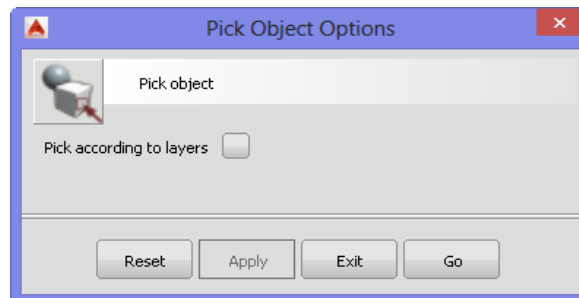 Pick Object Options
Pick object
Pick according to layers
Reset Apply Exit Go